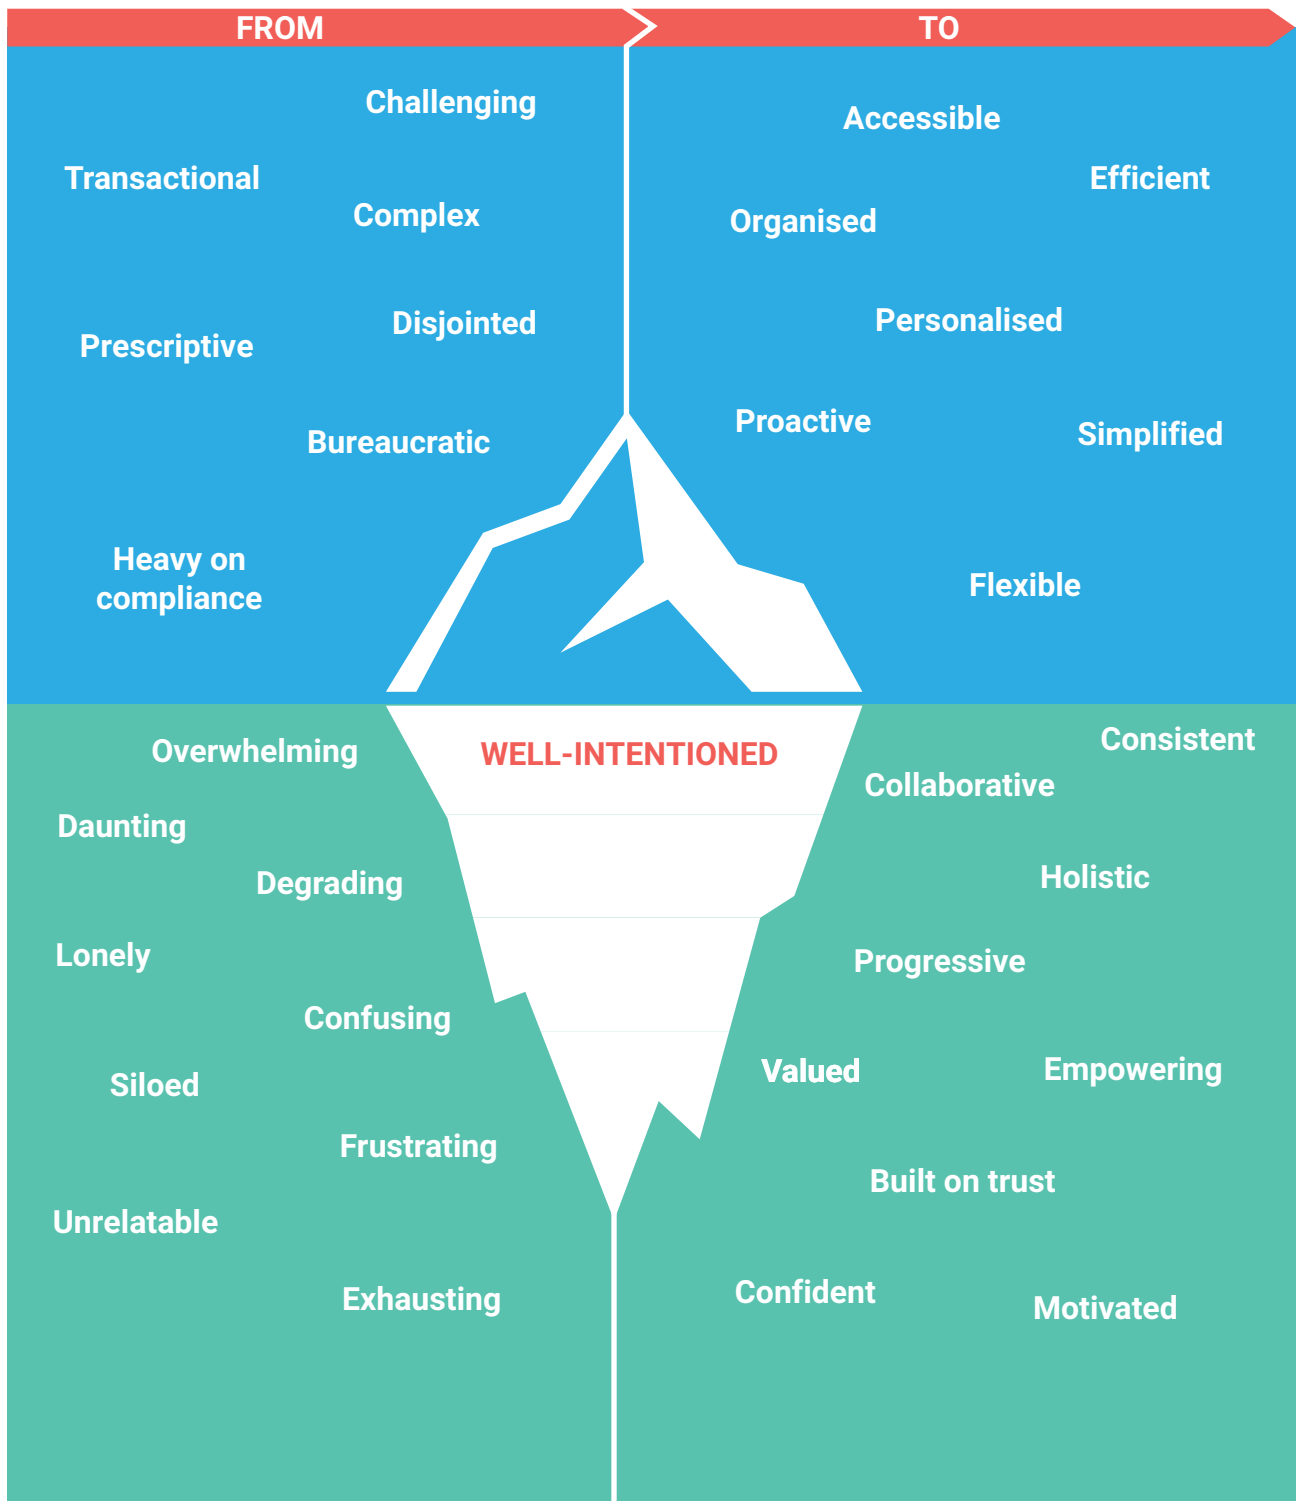 FROM
TO
Challenging
Transactional
Complex
Disjointed
Prescriptive
Bureaucratic
Heavy on
compliance
Accessible
Efficient
Organised
Personalised
Proactive
Simplified
Flexible
WELL-INTENTIONED
Overwhelming
Daunting
Degrading
Lonely
Confusing
Siloed
Frustrating
Unrelatable
Exhausting
Consistent
Collaborative
Holistic
Progressive
Valued
Empowering
Built on trust
Confident
Motivated